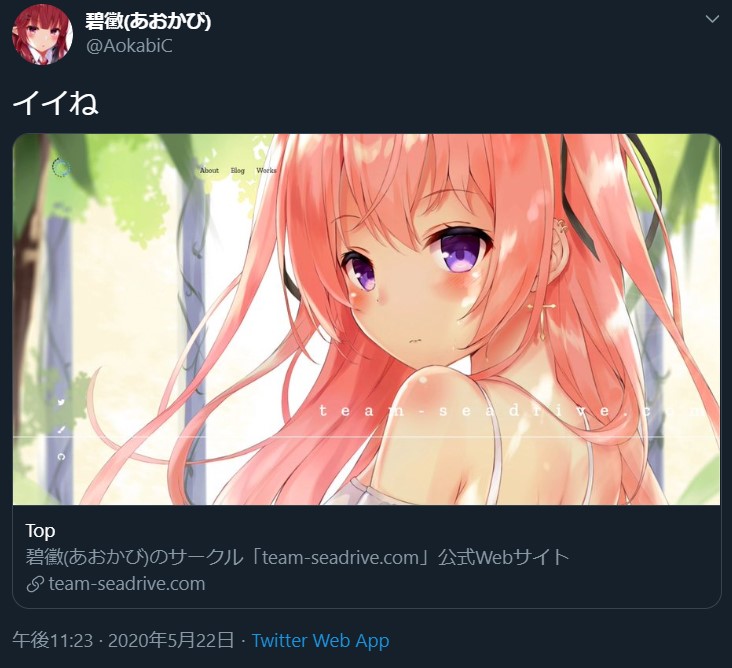 碧黴(あおかび)
@AokabiC
イイね
About Blog Works
team-seadrive.com
Top
碧黴(あおかび)のサークル「team-seadrive.com」公式Webサイト
team-seadrive.com
午後11:23 · 2020年5月22日 · Twitter Web App